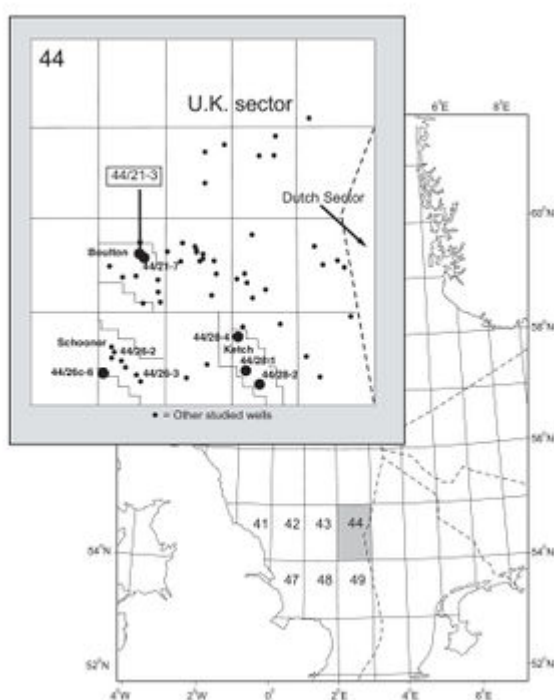 44
U.K. sector
44/21-3
Dutch Sector
Boulton
44/21-7
Schooner
44/28-4
Ketch
44/26-2
44/26c-6
44/26-3
44/28-1
44/28-2
• = Other studied wells
6°E
8°E
60°N
58°N
56°N
41
42
43
44
54°N
54°N
47
48
49
52°N
52°N
4°W
2°W
0°
2°E
4°E
6°E
8°E